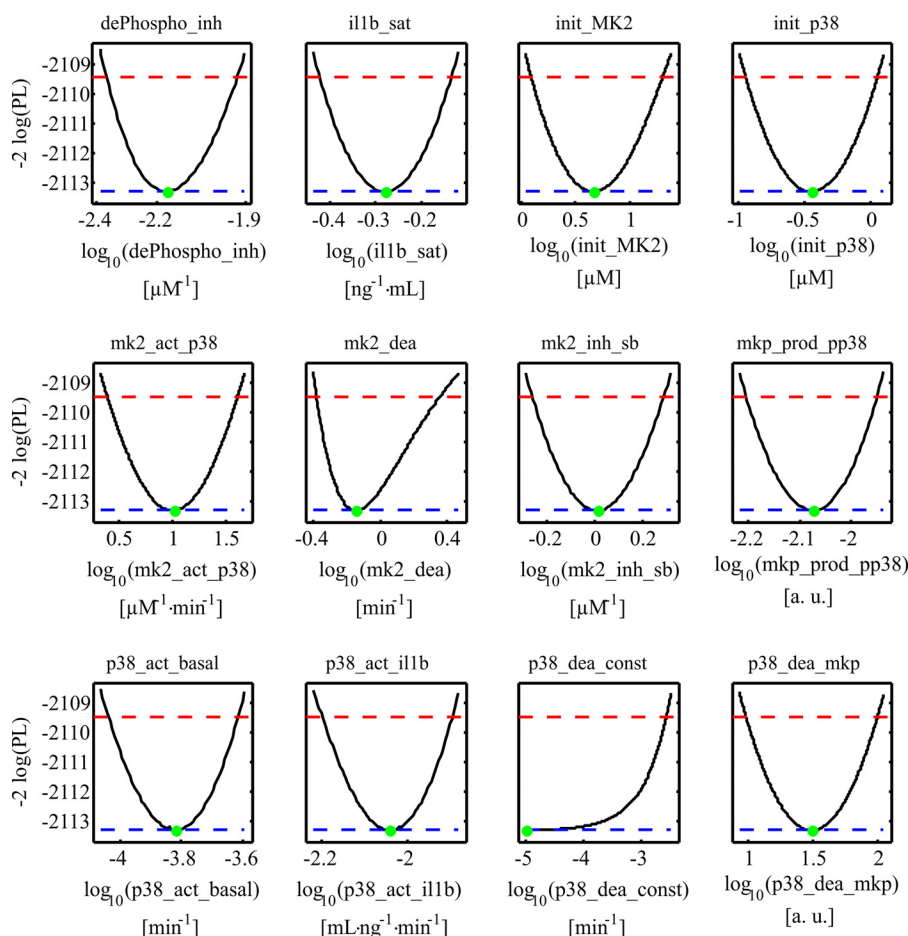 dePhospho_inh il1b_sat init_MK2 init_p38
-2 log(PL)
-2109
-2110
-2111
-2112
-2113
-2.4 -2.2 -1.9 -0.4 -0.3 -0.2 0 0.5 1 -1 -0.5 0
log10(dePhospho_inh) log10(il1b_sat) log10(init_MK2) log10(init_p38)
[µM-1] [ng-1·mL] [µM] [µM]
mk2_act_p38 mk2_dea mk2_inh_sb mkp_prod_pp38
-2 log(PL)
-2109
-2110
-2111
-2112
-2113
0.5 1 1.5 -0.4 0 0.4 -0.2 0 0.2 -2.2 -2.1 -2
log10(mk2_act_p38) log10(mk2_dea) log10(mk2_inh_sb) log10(mkp_prod_pp38)
[µM-1·min-1] [min-1] [µM-1] [a. u.]
p38_act_basal p38_act_il1b p38_dea_const p38_dea_mkp
-2 log(PL)
-2109
-2110
-2111
-2112
-2113
-4 -3.8 -3.6 -2.2 -2 -5 -4 -3 1 1.5 2
log10(p38_act_basal) log10(p38_act_il1b) log10(p38_dea_const) log10(p38_dea_mkp)
[min-1] [mL·ng-1·min-1] [min-1] [a. u.]